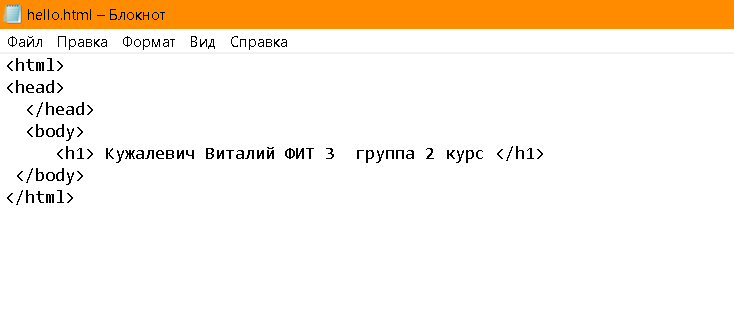 hello.html – Блокнот
Файл Правка Формат Вид Справка
<html>
<head>
  </head>
  <body>
     <h1> Кужалевич Виталий ФИТ 3  группа 2 курс </h1>
 </body>
</html>